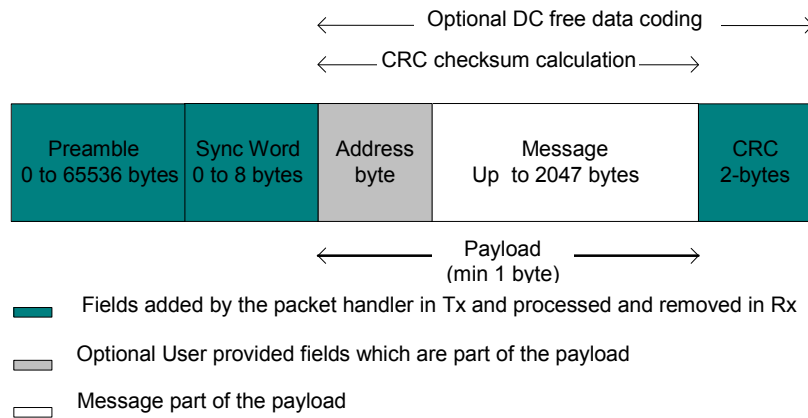 Optional DC free data coding
CRC checksum calculation
Preamble
0 to 65536 bytes
Sync Word
0 to 8 bytes
Address
byte
Message
Up to 2047 bytes
CRC
2-bytes
Payload
(min 1 byte)
Fields added by the packet handler in Tx and processed and removed in Rx
Optional User provided fields which are part of the payload
Message part of the payload